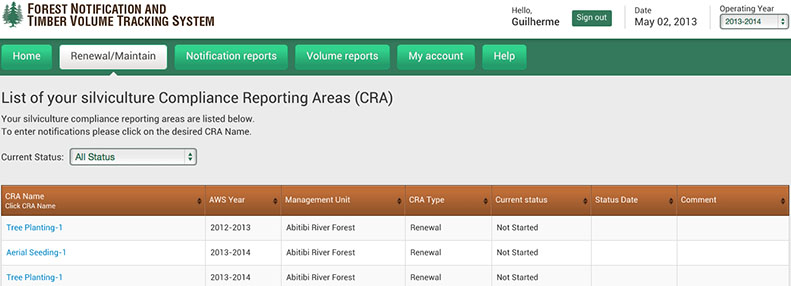 FOREST NOTIFICATION AND
TIMBER VOLUME TRACKING SYSTEM
Hello,
Guilherme
Sign out
Date
May 02, 2013
Operating Year
2013-2014
Home
Renewal/Maintain
Notification reports
Volume reports
My account
Help
List of your silviculture Compliance Reporting Areas (CRA)
Your silviculture compliance reporting areas are listed below.
To enter notifications please click on the desired CRA Name.
Current Status: All Status
CRA Name
Click CRA Name
AWS Year
Management Unit
CRA Type
Current status
Status Date
Comment
Tree Planting-1 2012-2013 Abitibi River Forest Renewal Not Started
Aerial Seeding-1 2013-2014 Abitibi River Forest Renewal Not Started
Tree Planting-1 2013-2014 Abitibi River Forest Renewal Not Started